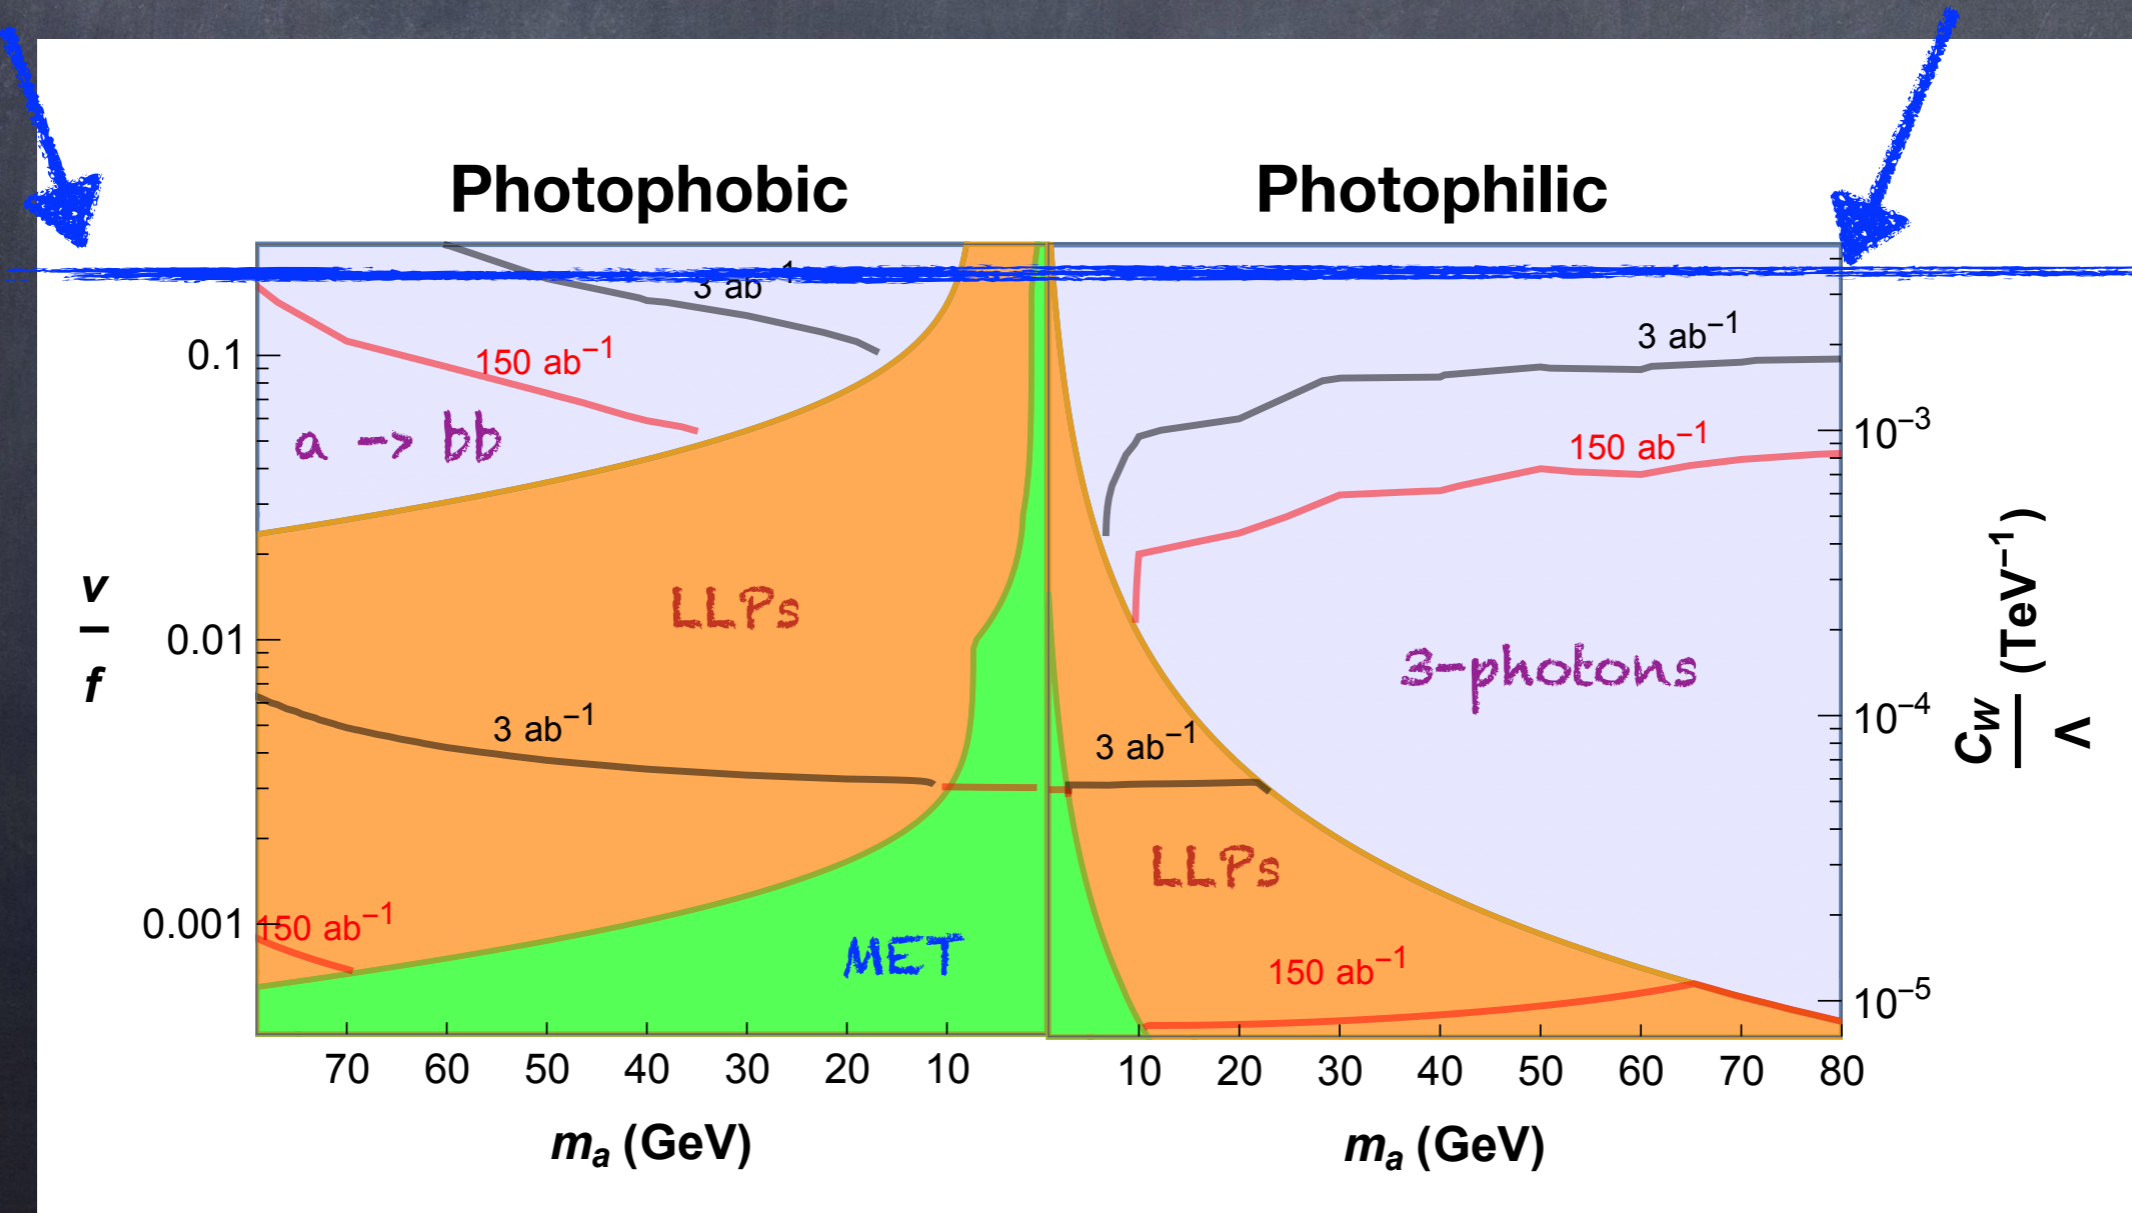 Photophobic
Photophilic
3 ab⁻¹
3 ab⁻¹
0.1
150 ab⁻¹
a -> bb
10⁻³
150 ab⁻¹
v
f
LLPs
0.01
3-photons
C_W
Λ
(TeV⁻¹)
10⁻⁴
3 ab⁻¹
3 ab⁻¹
LLPs
0.001
150 ab⁻¹
MET
150 ab⁻¹
10⁻⁵
70 60 50 40 30 20 10
10 20 30 40 50 60 70 80
mₐ (GeV)
mₐ (GeV)